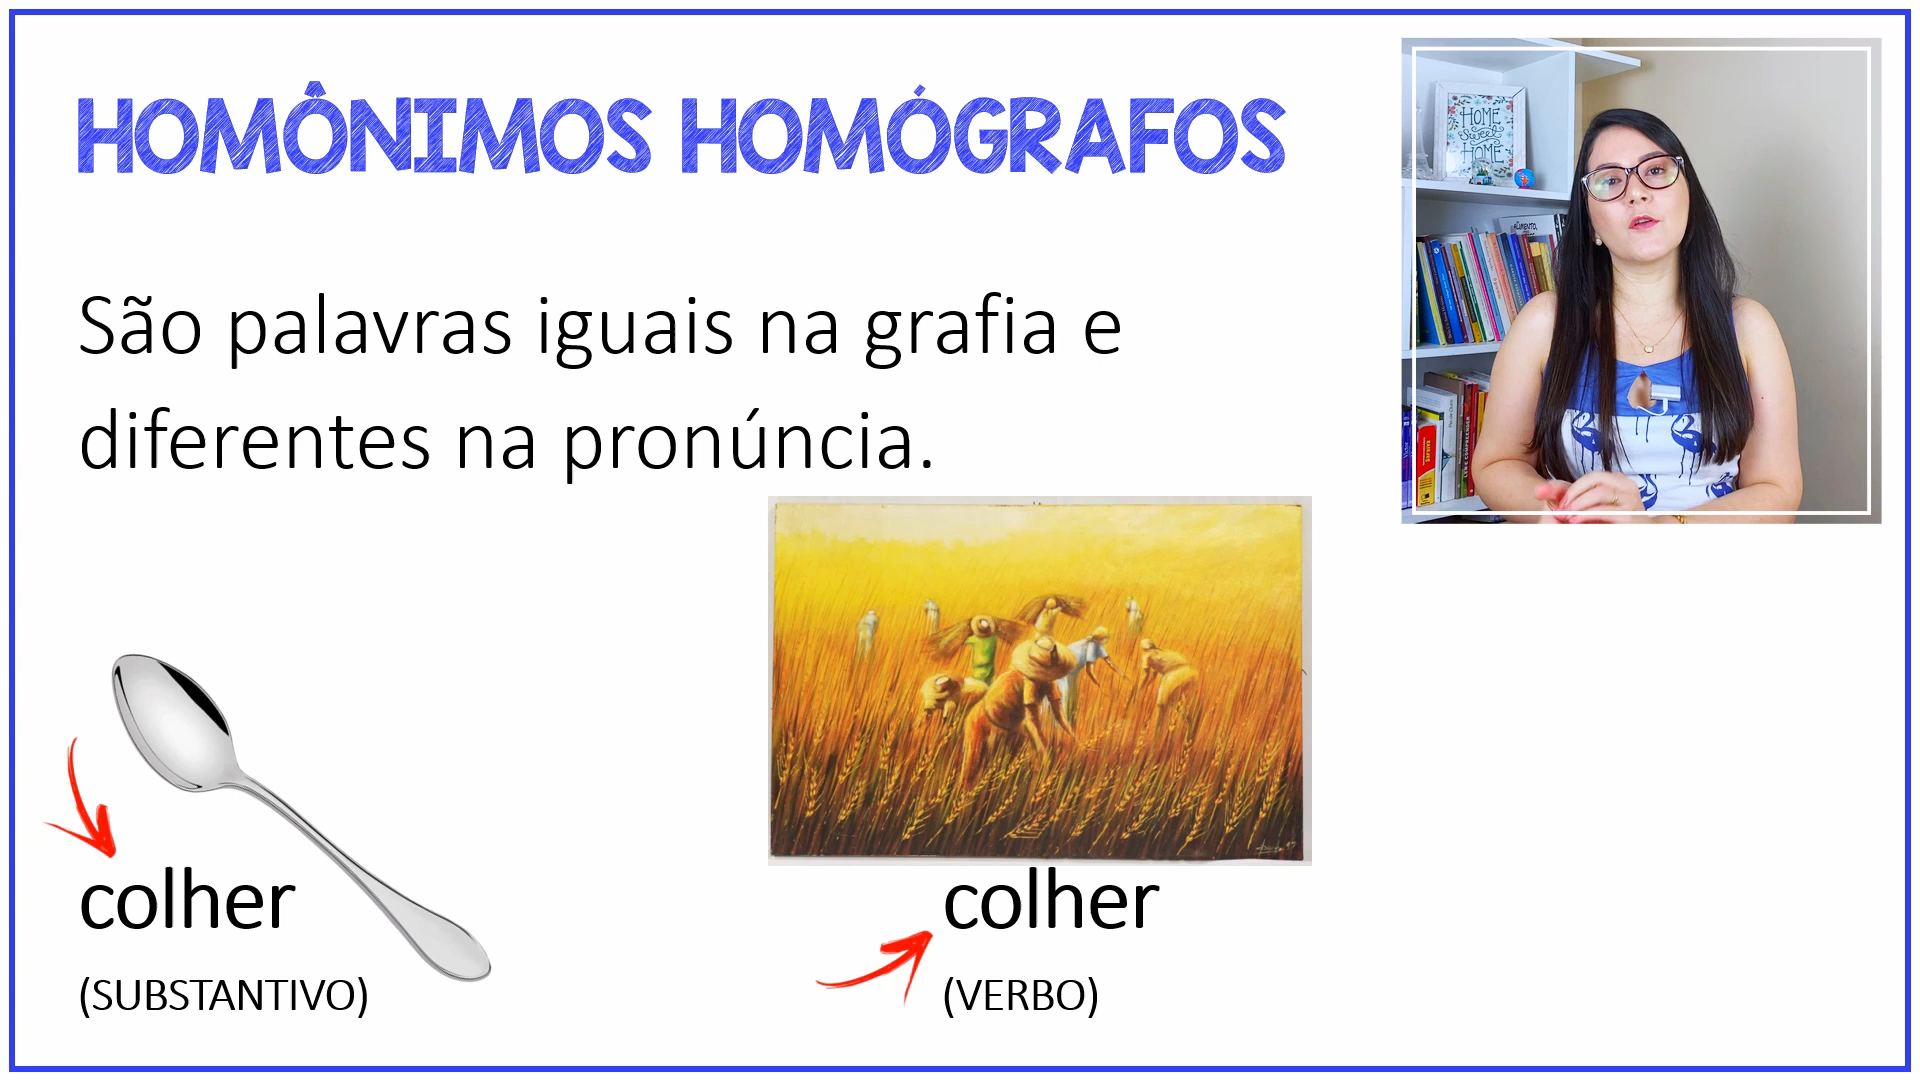 HOMÔNIMOS HOMÓGRAFOS
HOME
Sweet
HOME
São palavras iguais na grafia e
diferentes na pronúncia.
colher
colher
(SUBSTANTIVO)
(VERBO)